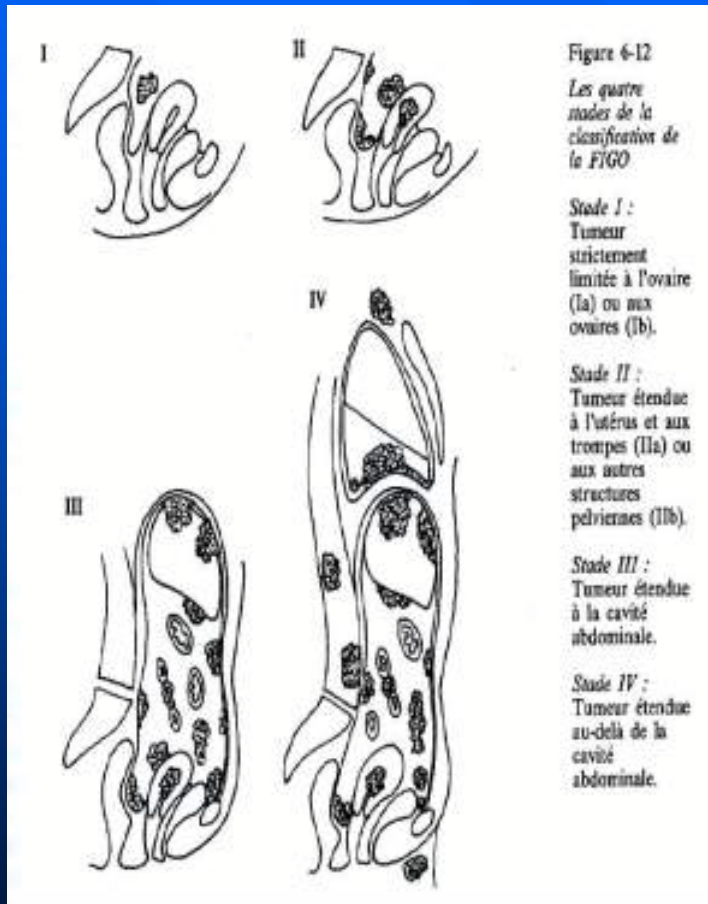 I
II
III
IV
Figure 6-12
Les quatre
stades de la
classification de
la FIGO
Stade I :
Tumeur
strictement
limitée à l'ovaire
(Ia) ou aux
ovaires (Ib).
Stade II :
Tumeur étendue
à l'utérus et aux
trompes (IIa) ou
aux autres
structures
pelviennes (IIb).
Stade III :
Tumeur étendue
à la cavité
abdominale.
Stade IV :
Tumeur étendue
au-delà de la
cavité
abdominale.